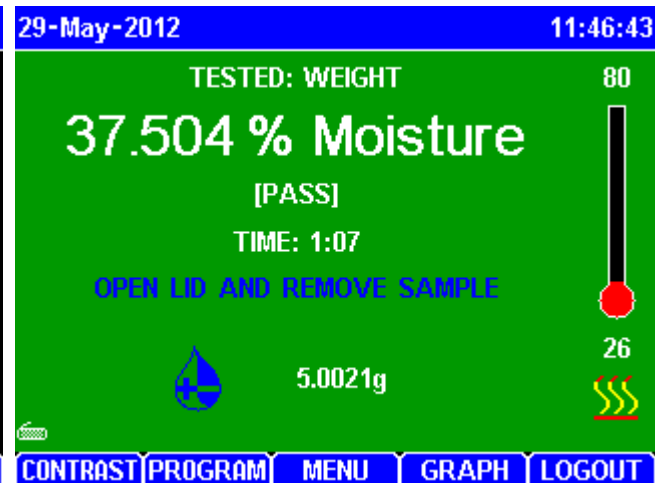 29-May-2012 11:46:43
TESTED: WEIGHT 80
37.504 % Moisture
[PASS]
TIME: 1:07
OPEN LID AND REMOVE SAMPLE
26
5.0021g
CONTRAST PROGRAM MENU GRAPH LOGOUT